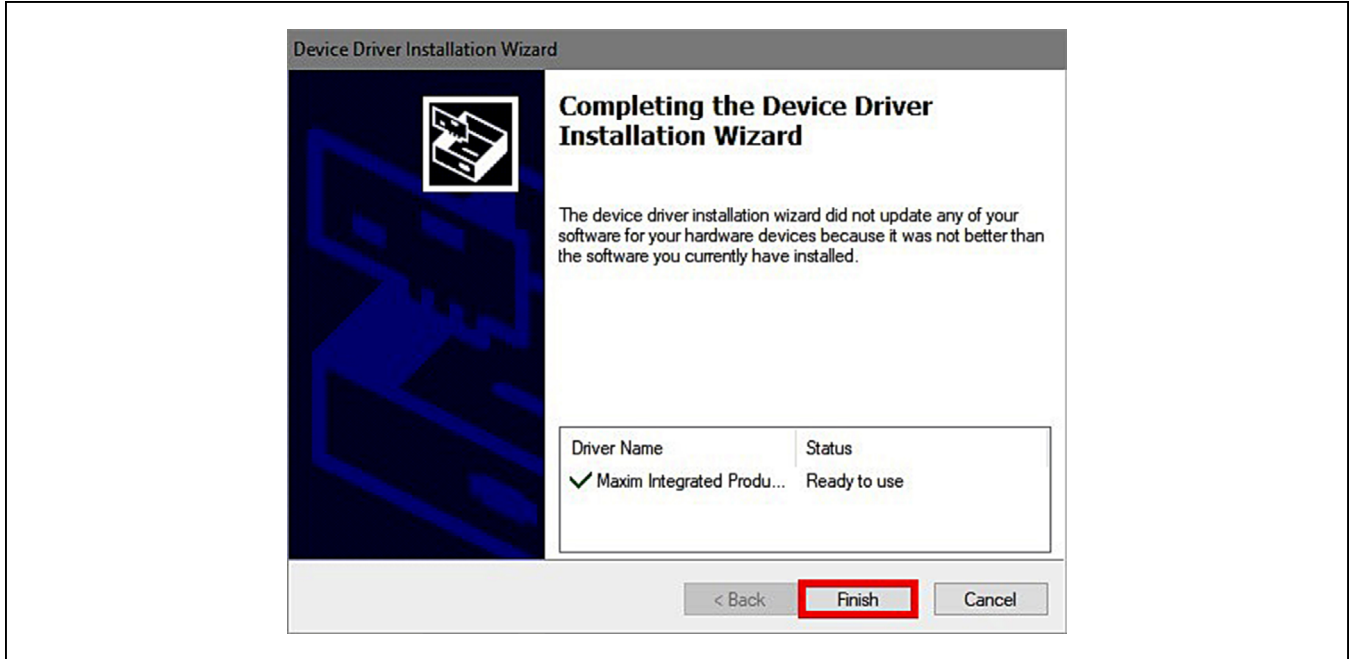 Device Driver Installation Wizard
Completing the Device Driver
Installation Wizard
The device driver installation wizard did not update any of your
software for your hardware devices because it was not better than
the software you currently have installed.
Driver Name Status
Maxim Integrated Produ... Ready to use
< Back Finish Cancel